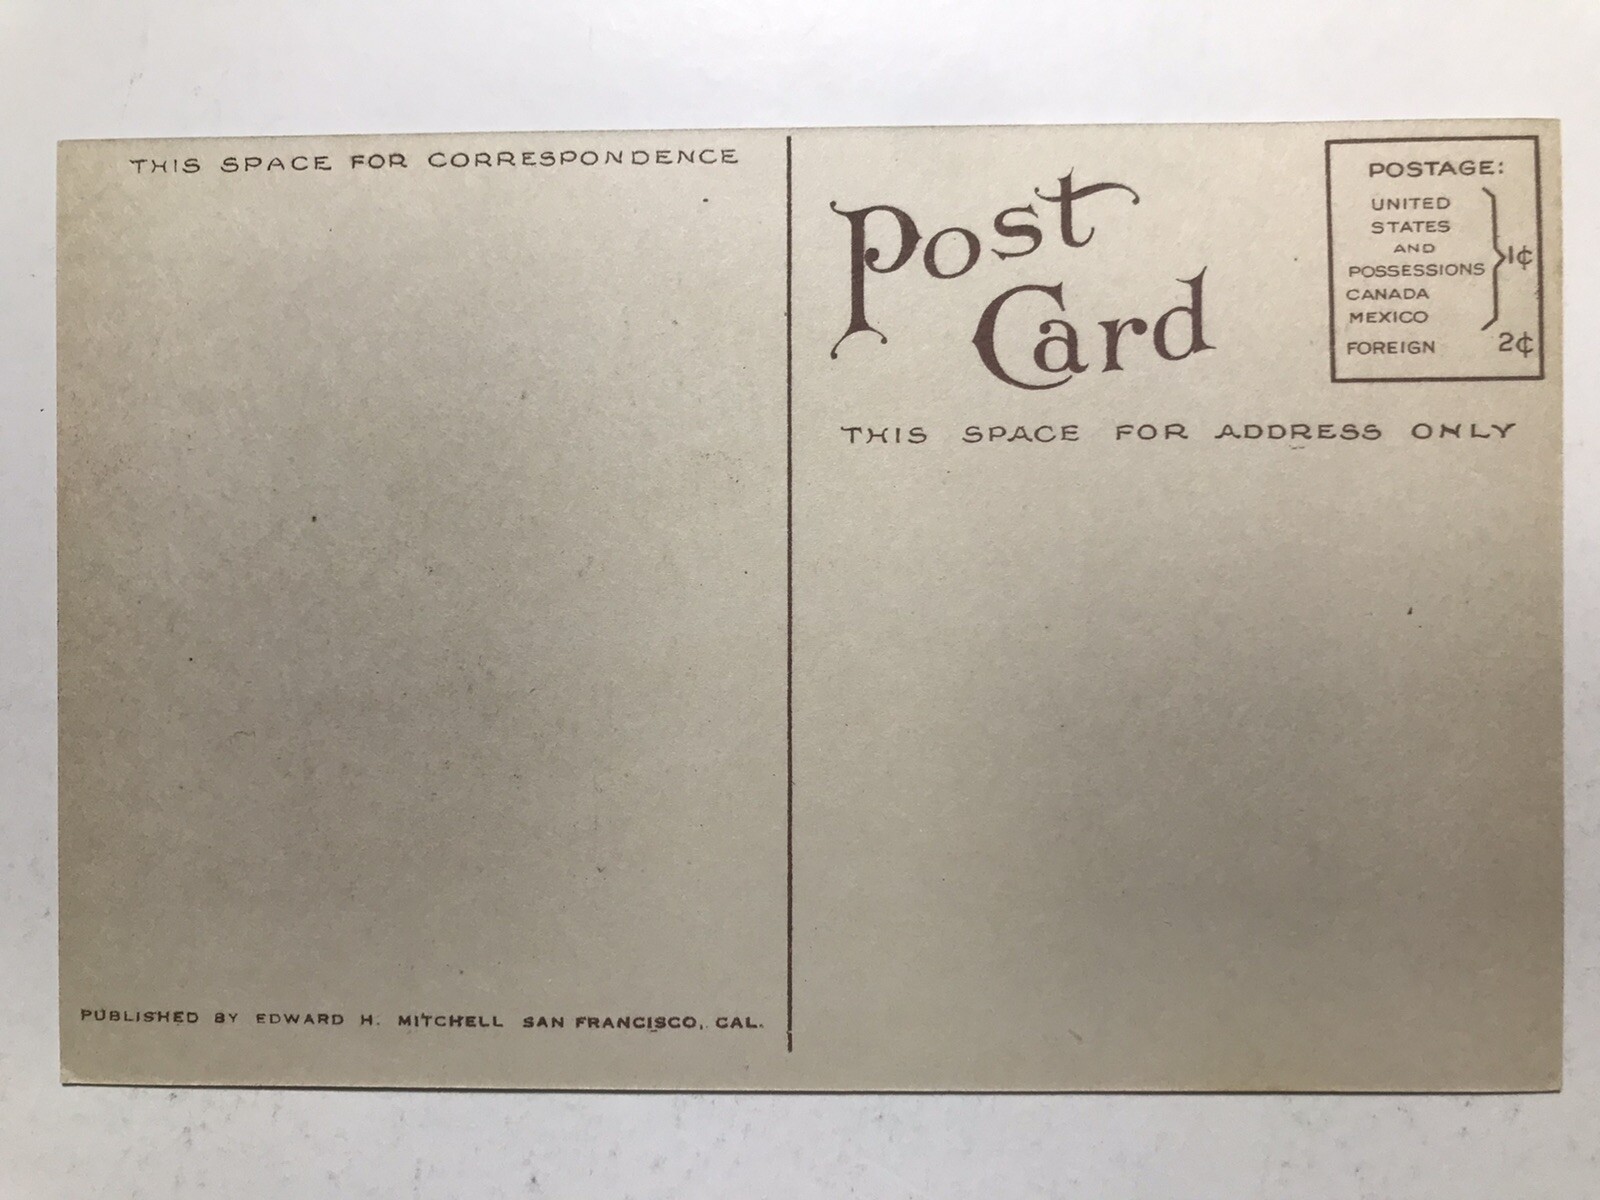 THIS SPACE FOR CORRESPONDENCE
Post
Card
POSTAGE:
UNITED
STATES
AND
POSSESSIONS 1¢
CANADA
MEXICO
FOREIGN 2¢
THIS SPACE FOR ADDRESS ONLY
PUBLISHED BY EDWARD H. MITCHELL SAN FRANCISCO, CAL.